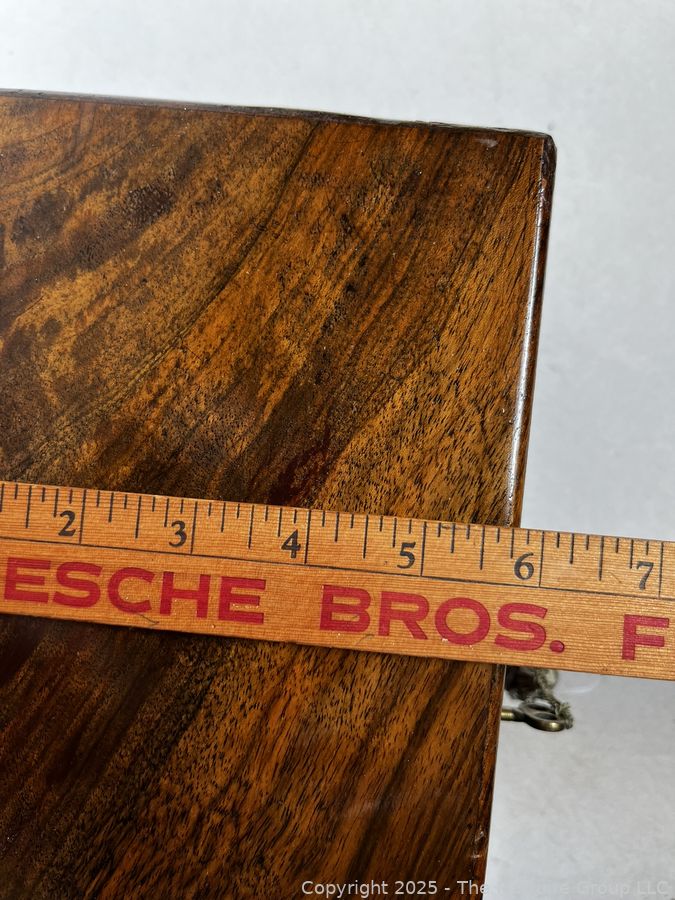 2 3 4 5 6 7
ESCHE BROS. F
Copyright 2025 - The Group LLC